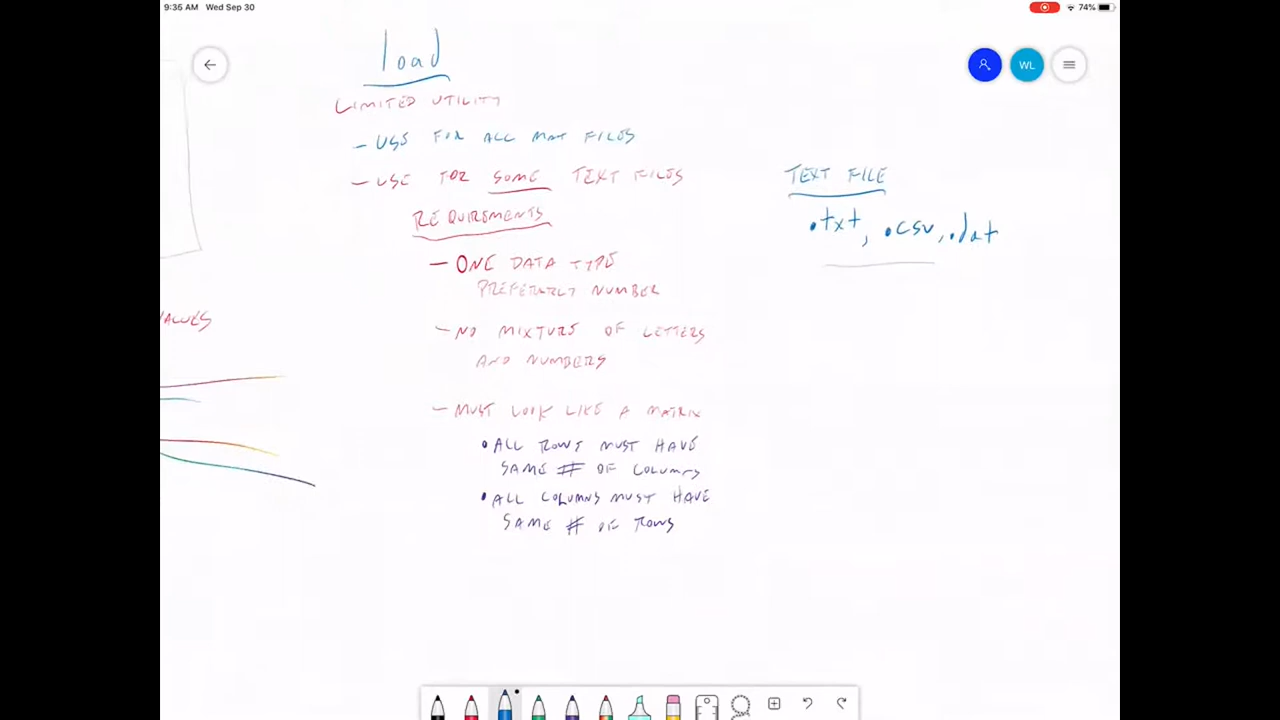 9:36 AM Wed Sep 30
74%
WL
load
LIMITED UTILITY
- USE FOR ALL MAT FILES
- USE FOR SOME TEXT FILES
REQUIREMENTS
- ONE DATA TYPE
PREFERABLY NUMBER
- NO MIXTURE OF LETTERS
AND NUMBERS
- MUST LOOK LIKE A MATRIX
• ALL ROWS MUST HAVE
SAME # OF COLUMNS
• ALL COLUMNS MUST HAVE
SAME # OF ROWS
TEXT FILE
.txt, .csv, .dat
VALUES